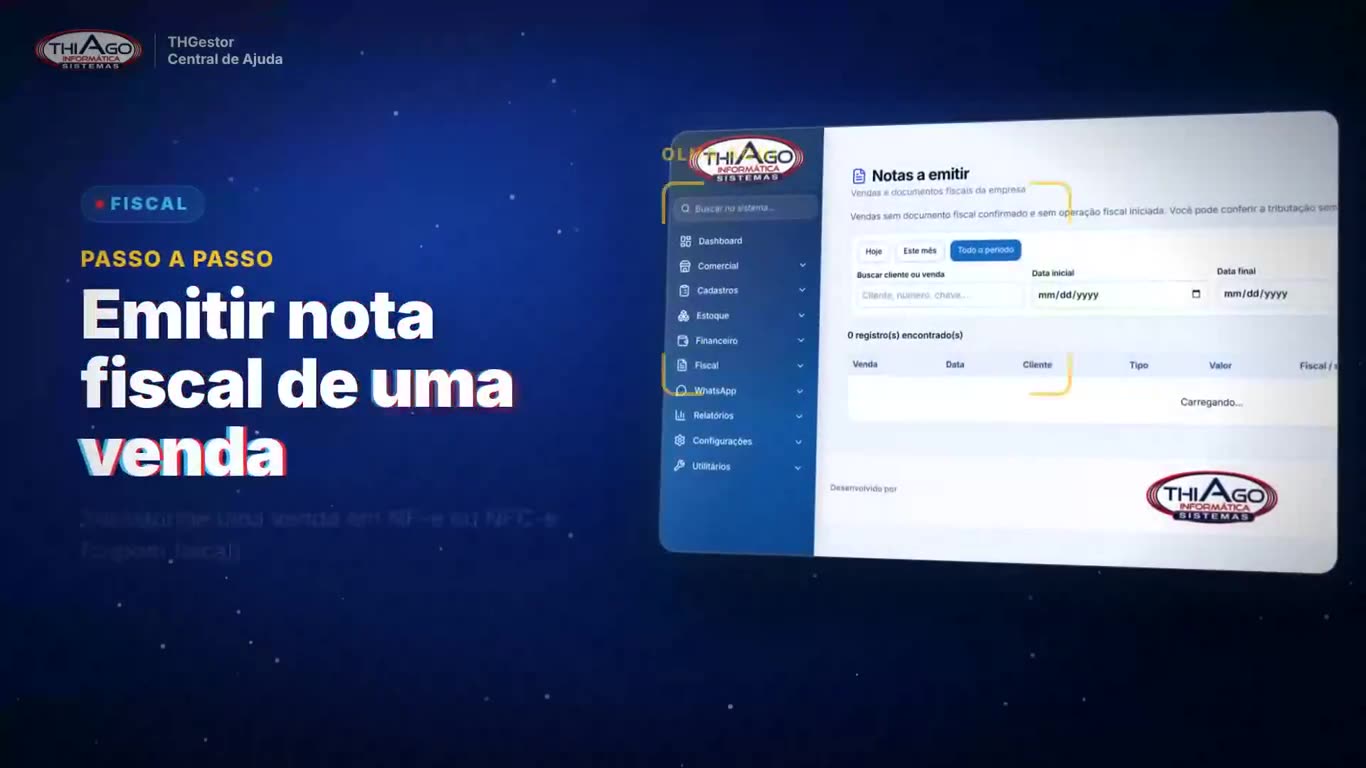 THIAGO
INFORMÁTICA
SISTEMAS
THGestor
Central de Ajuda
FISCAL
PASSO A PASSO
Emitir nota
fiscal de uma
venda
THIAGO
INFORMÁTICA
SISTEMAS
Buscar no sistema...
Dashboard
Comercial
Cadastros
Estoque
Financeiro
Fiscal
WhatsApp
Relatórios
Configurações
Utilitários
Notas a emitir
Vendas e documentos fiscais da empresa
Vendas sem documento fiscal confirmado e sem operação fiscal iniciada. Você pode conferir a tributação sem
Hoje Este mês Todo o período
Buscar cliente ou venda Data inicial Data final
Cliente, número, chave... mm/dd/yyyy mm/dd/yyyy
0 registro(s) encontrado(s)
Venda Data Cliente Tipo Valor Fiscal /
Carregando...
Desenvolvido por
THIAGO
INFORMÁTICA
SISTEMAS